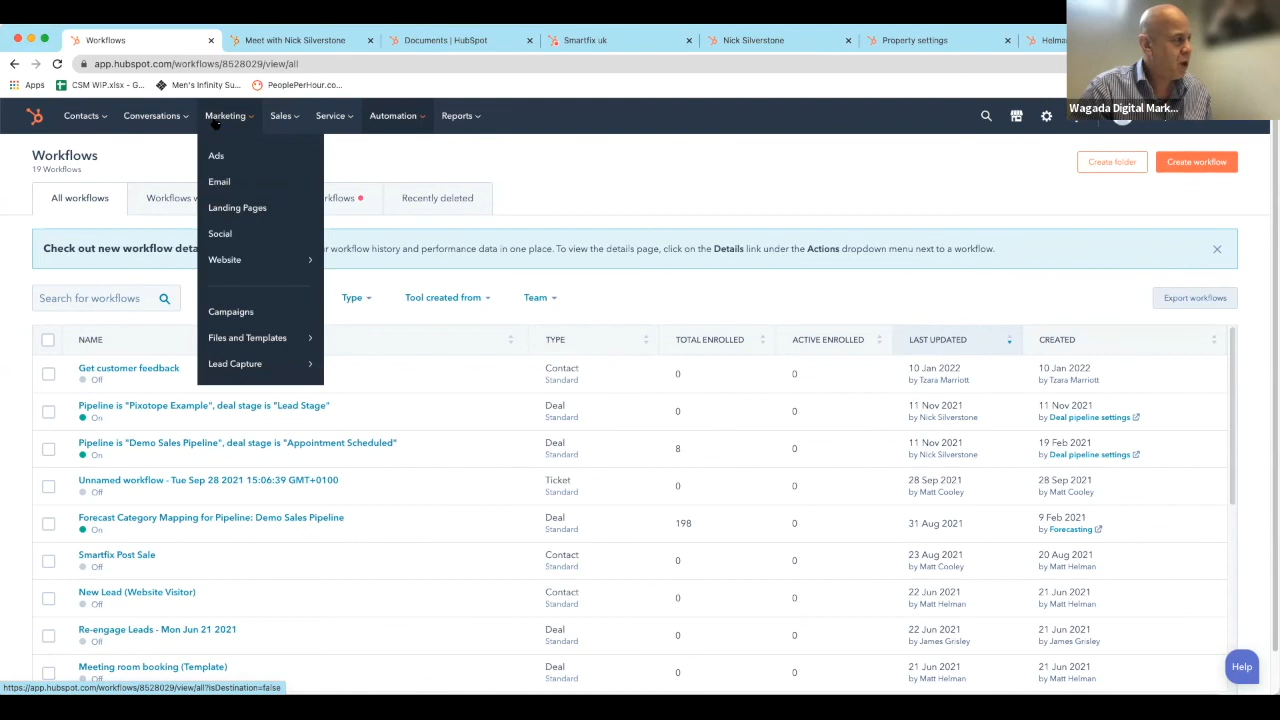 Workflows
Meet with Nick Silverstone
Documents | HubSpot
Smartfix uk
Nick Silverstone
Property settings
Helma
app.hubspot.com/workflows/8528029/view/all
Apps
CSM WIP.xlsx - G...
Men's Infinity Su...
PeoplePerHour.co...
Wagada Digital Mark...
Contacts
Conversations
Marketing
Sales
Service
Automation
Reports
Ads
Email
Landing Pages
Social
Website
Campaigns
Files and Templates
Lead Capture
Workflows
19 Workflows
Create folder
Create workflow
All workflows
Workflows w
rkflows
Recently deleted
Check out new workflow deta
ur workflow history and performance data in one place. To view the details page, click on the Details link under the Actions dropdown menu next to a workflow.
Search for workflows
Type
Tool created from
Team
Export workflows
NAME
TYPE
TOTAL ENROLLED
ACTIVE ENROLLED
LAST UPDATED
CREATED
Get customer feedback
Off
Contact
Standard
0
0
10 Jan 2022
by Tzara Marriott
10 Jan 2022
by Tzara Marriott
Pipeline is "Pixotope Example", deal stage is "Lead Stage"
On
Deal
Standard
0
0
11 Nov 2021
by Nick Silverstone
11 Nov 2021
by Deal pipeline settings
Pipeline is "Demo Sales Pipeline", deal stage is "Appointment Scheduled"
On
Deal
Standard
8
0
11 Nov 2021
by Nick Silverstone
19 Feb 2021
by Deal pipeline settings
Unnamed workflow - Tue Sep 28 2021 15:06:39 GMT+0100
Off
Ticket
Standard
0
0
28 Sep 2021
by Matt Cooley
28 Sep 2021
by Matt Cooley
Forecast Category Mapping for Pipeline: Demo Sales Pipeline
On
Deal
Standard
198
0
31 Aug 2021
9 Feb 2021
by Forecasting
Smartfix Post Sale
Off
Contact
Standard
0
0
23 Aug 2021
by Matt Cooley
20 Aug 2021
by Matt Helman
New Lead (Website Visitor)
Off
Contact
Standard
0
0
22 Jun 2021
by Matt Helman
21 Jun 2021
by Matt Helman
Re-engage Leads - Mon Jun 21 2021
Off
Deal
Standard
0
0
22 Jun 2021
by James Grisley
21 Jun 2021
by James Grisley
Meeting room booking (Template)
Off
Deal
Standard
0
0
21 Jun 2021
by Matt Helman
21 Jun 2021
by Matt Helman
Help
https://app.hubspot.com/workflows/8528029/view/all?isDestination=false